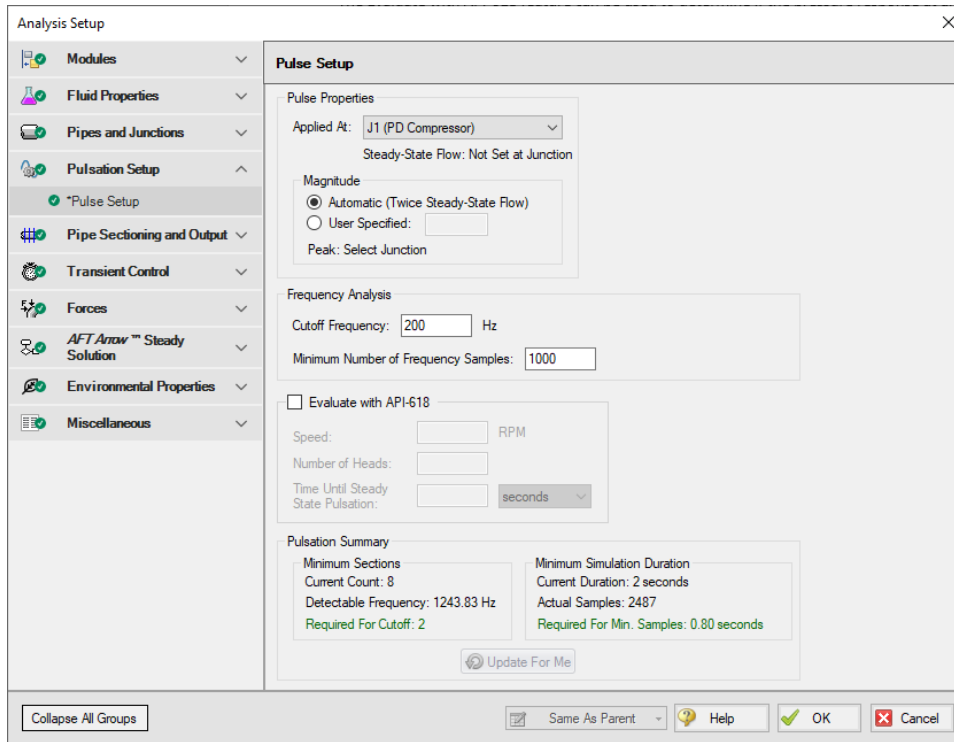 Analysis Setup
Modules
Fluid Properties
Pipes and Junctions
Pulsation Setup
*Pulse Setup
Pipe Sectioning and Output
Transient Control
Forces
AFT Arrow ™ Steady
Solution
Environmental Properties
Miscellaneous
Pulse Setup
Pulse Properties
Applied At: J1 (PD Compressor)
Steady-State Flow: Not Set at Junction
Magnitude
Automatic (Twice Steady-State Flow)
User Specified:
Peak: Select Junction
Frequency Analysis
Cutoff Frequency: 200 Hz
Minimum Number of Frequency Samples: 1000
Evaluate with API-618
Speed: RPM
Number of Heads:
Time Until Steady
State Pulsation: seconds
Pulsation Summary
Minimum Sections
Current Count: 8
Detectable Frequency: 1243.83 Hz
Required For Cutoff: 2
Minimum Simulation Duration
Current Duration: 2 seconds
Actual Samples: 2487
Required For Min. Samples: 0.80 seconds
Update For Me
Collapse All Groups
Same As Parent
Help
OK
Cancel